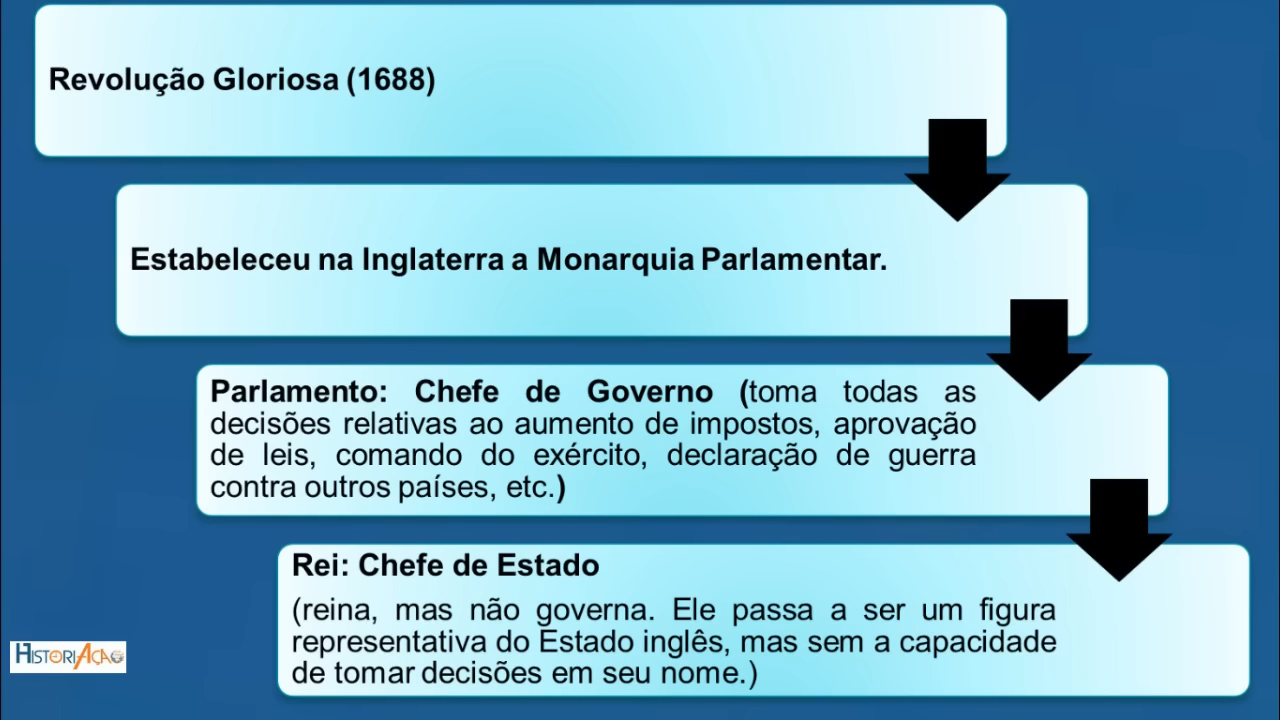 Revolução Gloriosa (1688)
Estabeleceu na Inglaterra a Monarquia Parlamentar.
Parlamento: Chefe de Governo (toma todas as
decisões relativas ao aumento de impostos, aprovação
de leis, comando do exército, declaração de guerra
contra outros países, etc.)
Rei: Chefe de Estado
(reina, mas não governa. Ele passa a ser um figura
representativa do Estado inglês, mas sem a capacidade
de tomar decisões em seu nome.)
HISTORIAÇÃO